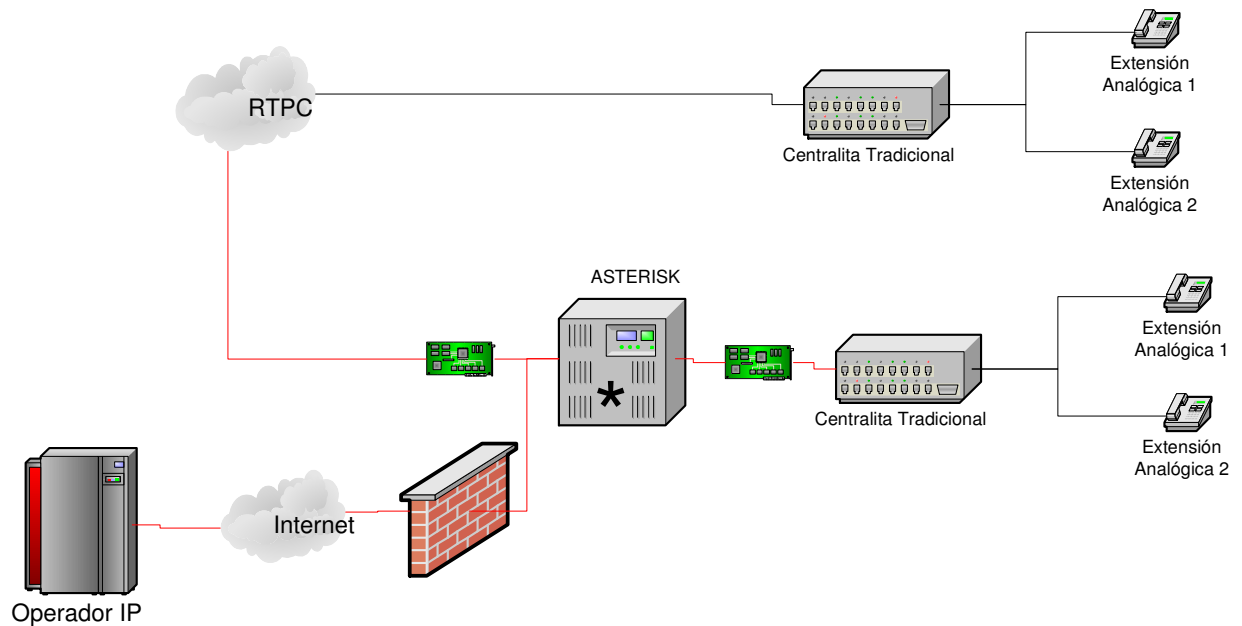 RTPC
Centralita Tradicional
Extensión
Analógica 1
Extensión
Analógica 2
ASTERISK
*
Centralita Tradicional
Extensión
Analógica 1
Extensión
Analógica 2
Internet
Operador IP